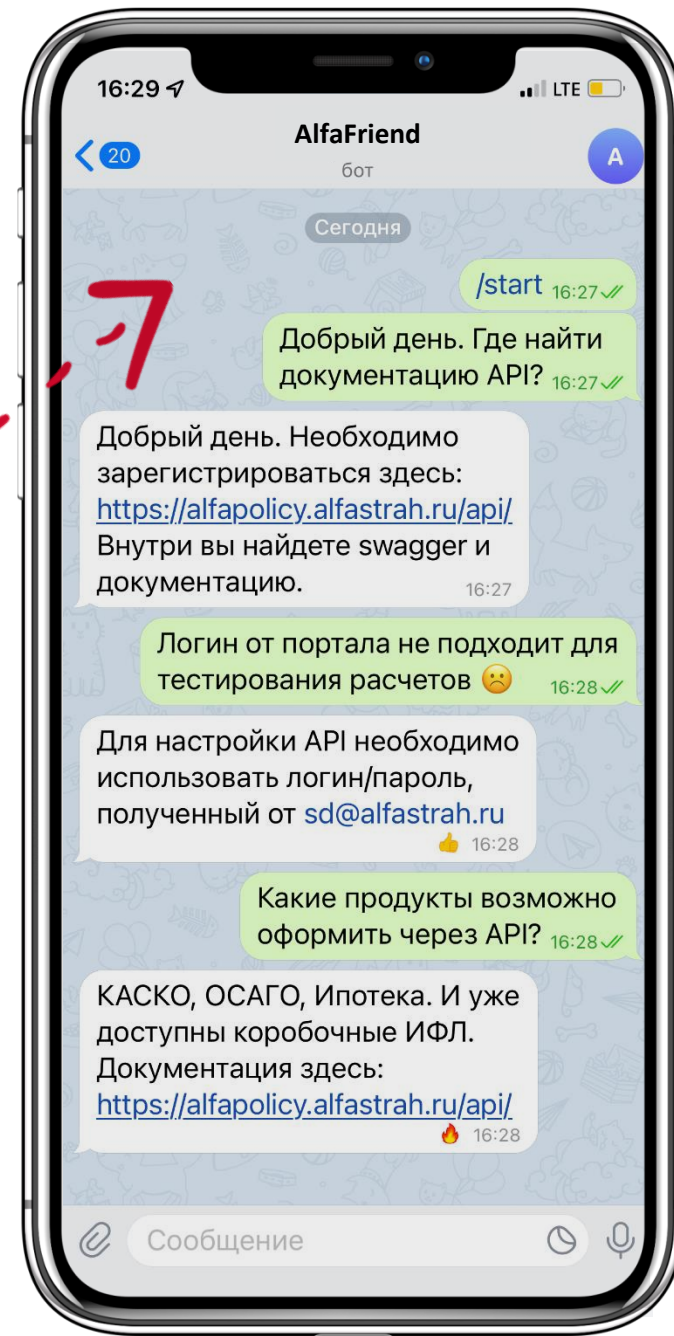 16:29
LTE
20
AlfaFriend
бот
A
Сегодня
/start 16:27
Добрый день. Где найти
документацию API? 16:27
Добрый день. Необходимо
зарегистрироваться здесь:
https://alfapolicy.alfastrah.ru/api/
Внутри вы найдете swagger и
документацию. 16:27
Логин от портала не подходит для
тестирования расчетов ☹️ 16:28
Для настройки API необходимо
использовать логин/пароль,
полученный от sd@alfastrah.ru
👍 16:28
Какие продукты возможно
оформить через API? 16:28
КАСКО, ОСАГО, Ипотека. И уже
доступны коробочные ИФЛ.
Документация здесь:
https://alfapolicy.alfastrah.ru/api/
🔥 16:28
Сообщение